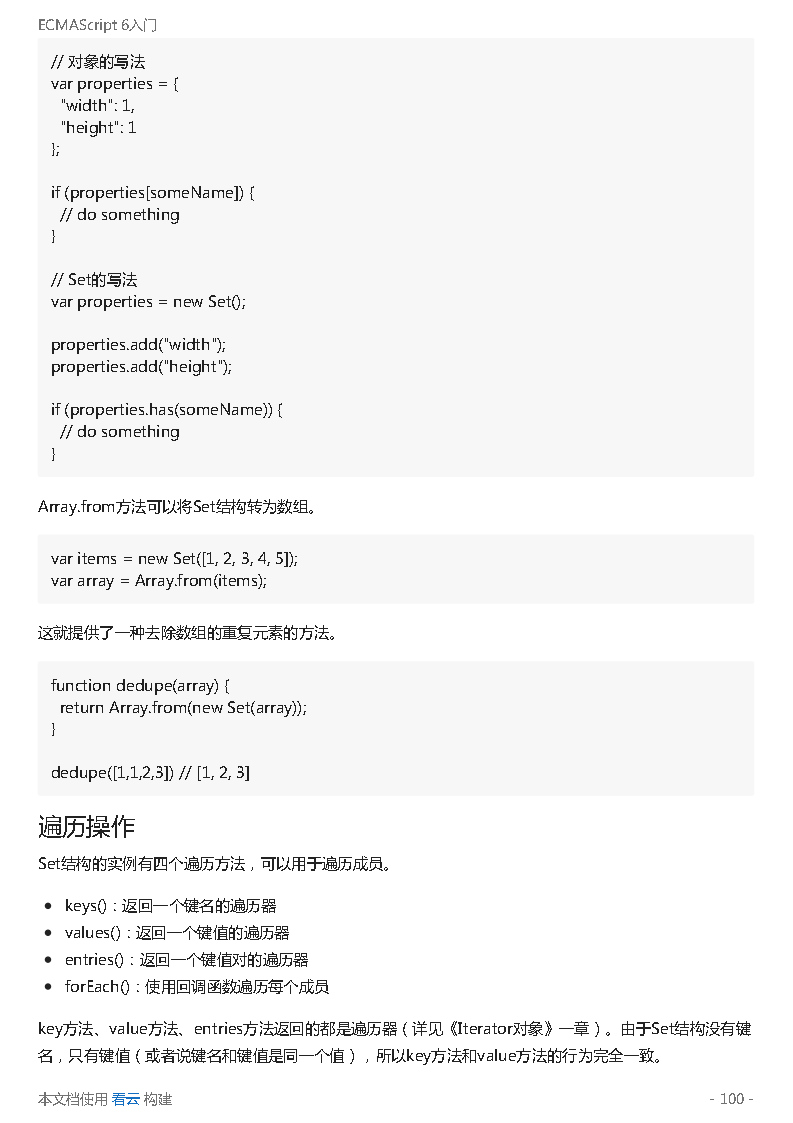 ECMAScript 6入门
// 对象的写法
var properties = {
"width": 1,
"height": 1
};
if (properties[someName]) {
// do something
}
// Set的写法
var properties = new Set();
properties.add("width");
properties.add("height");
if (properties.has(someName)) {
// do something
}
Array.from方法可以将Set结构转为数组。
var items = new Set([1, 2, 3, 4, 5]);
var array = Array.from(items);
这就提供了一种去除数组的重复元素的方法。
function dedupe(array) {
return Array.from(new Set(array));
}
dedupe([1,1,2,3]) // [1, 2, 3]
遍历操作
Set结构的实例有四个遍历方法，可以用于遍历成员。
● keys()：返回一个键名的遍历器
● values()：返回一个键值的遍历器
● entries()：返回一个键值对的遍历器
● forEach()：使用回调函数遍历每个成员
key方法、value方法、entries方法返回的都是遍历器（详见《Iterator对象》一章）。由于Set结构没有键
名，只有键值（或者说键名和键值是同一个值），所以key方法和value方法的行为完全一致。
本文档使用 看云 构建 - 100 -